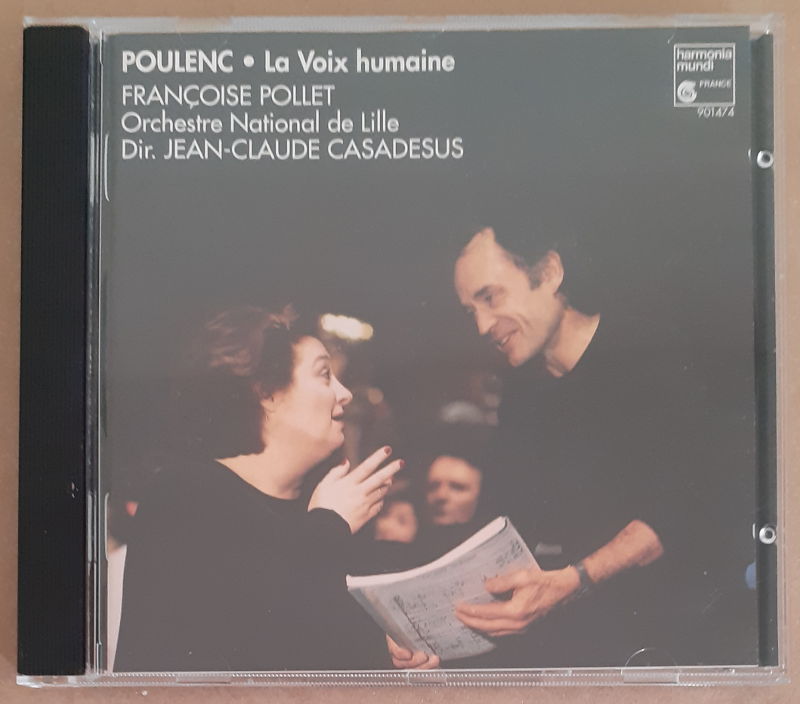 POULENC • La Voix humaine
FRANÇOISE POLLET
Orchestre National de Lille
Dir. JEAN-CLAUDE CASADESUS
harmonia
mundi
FRANCE
901474